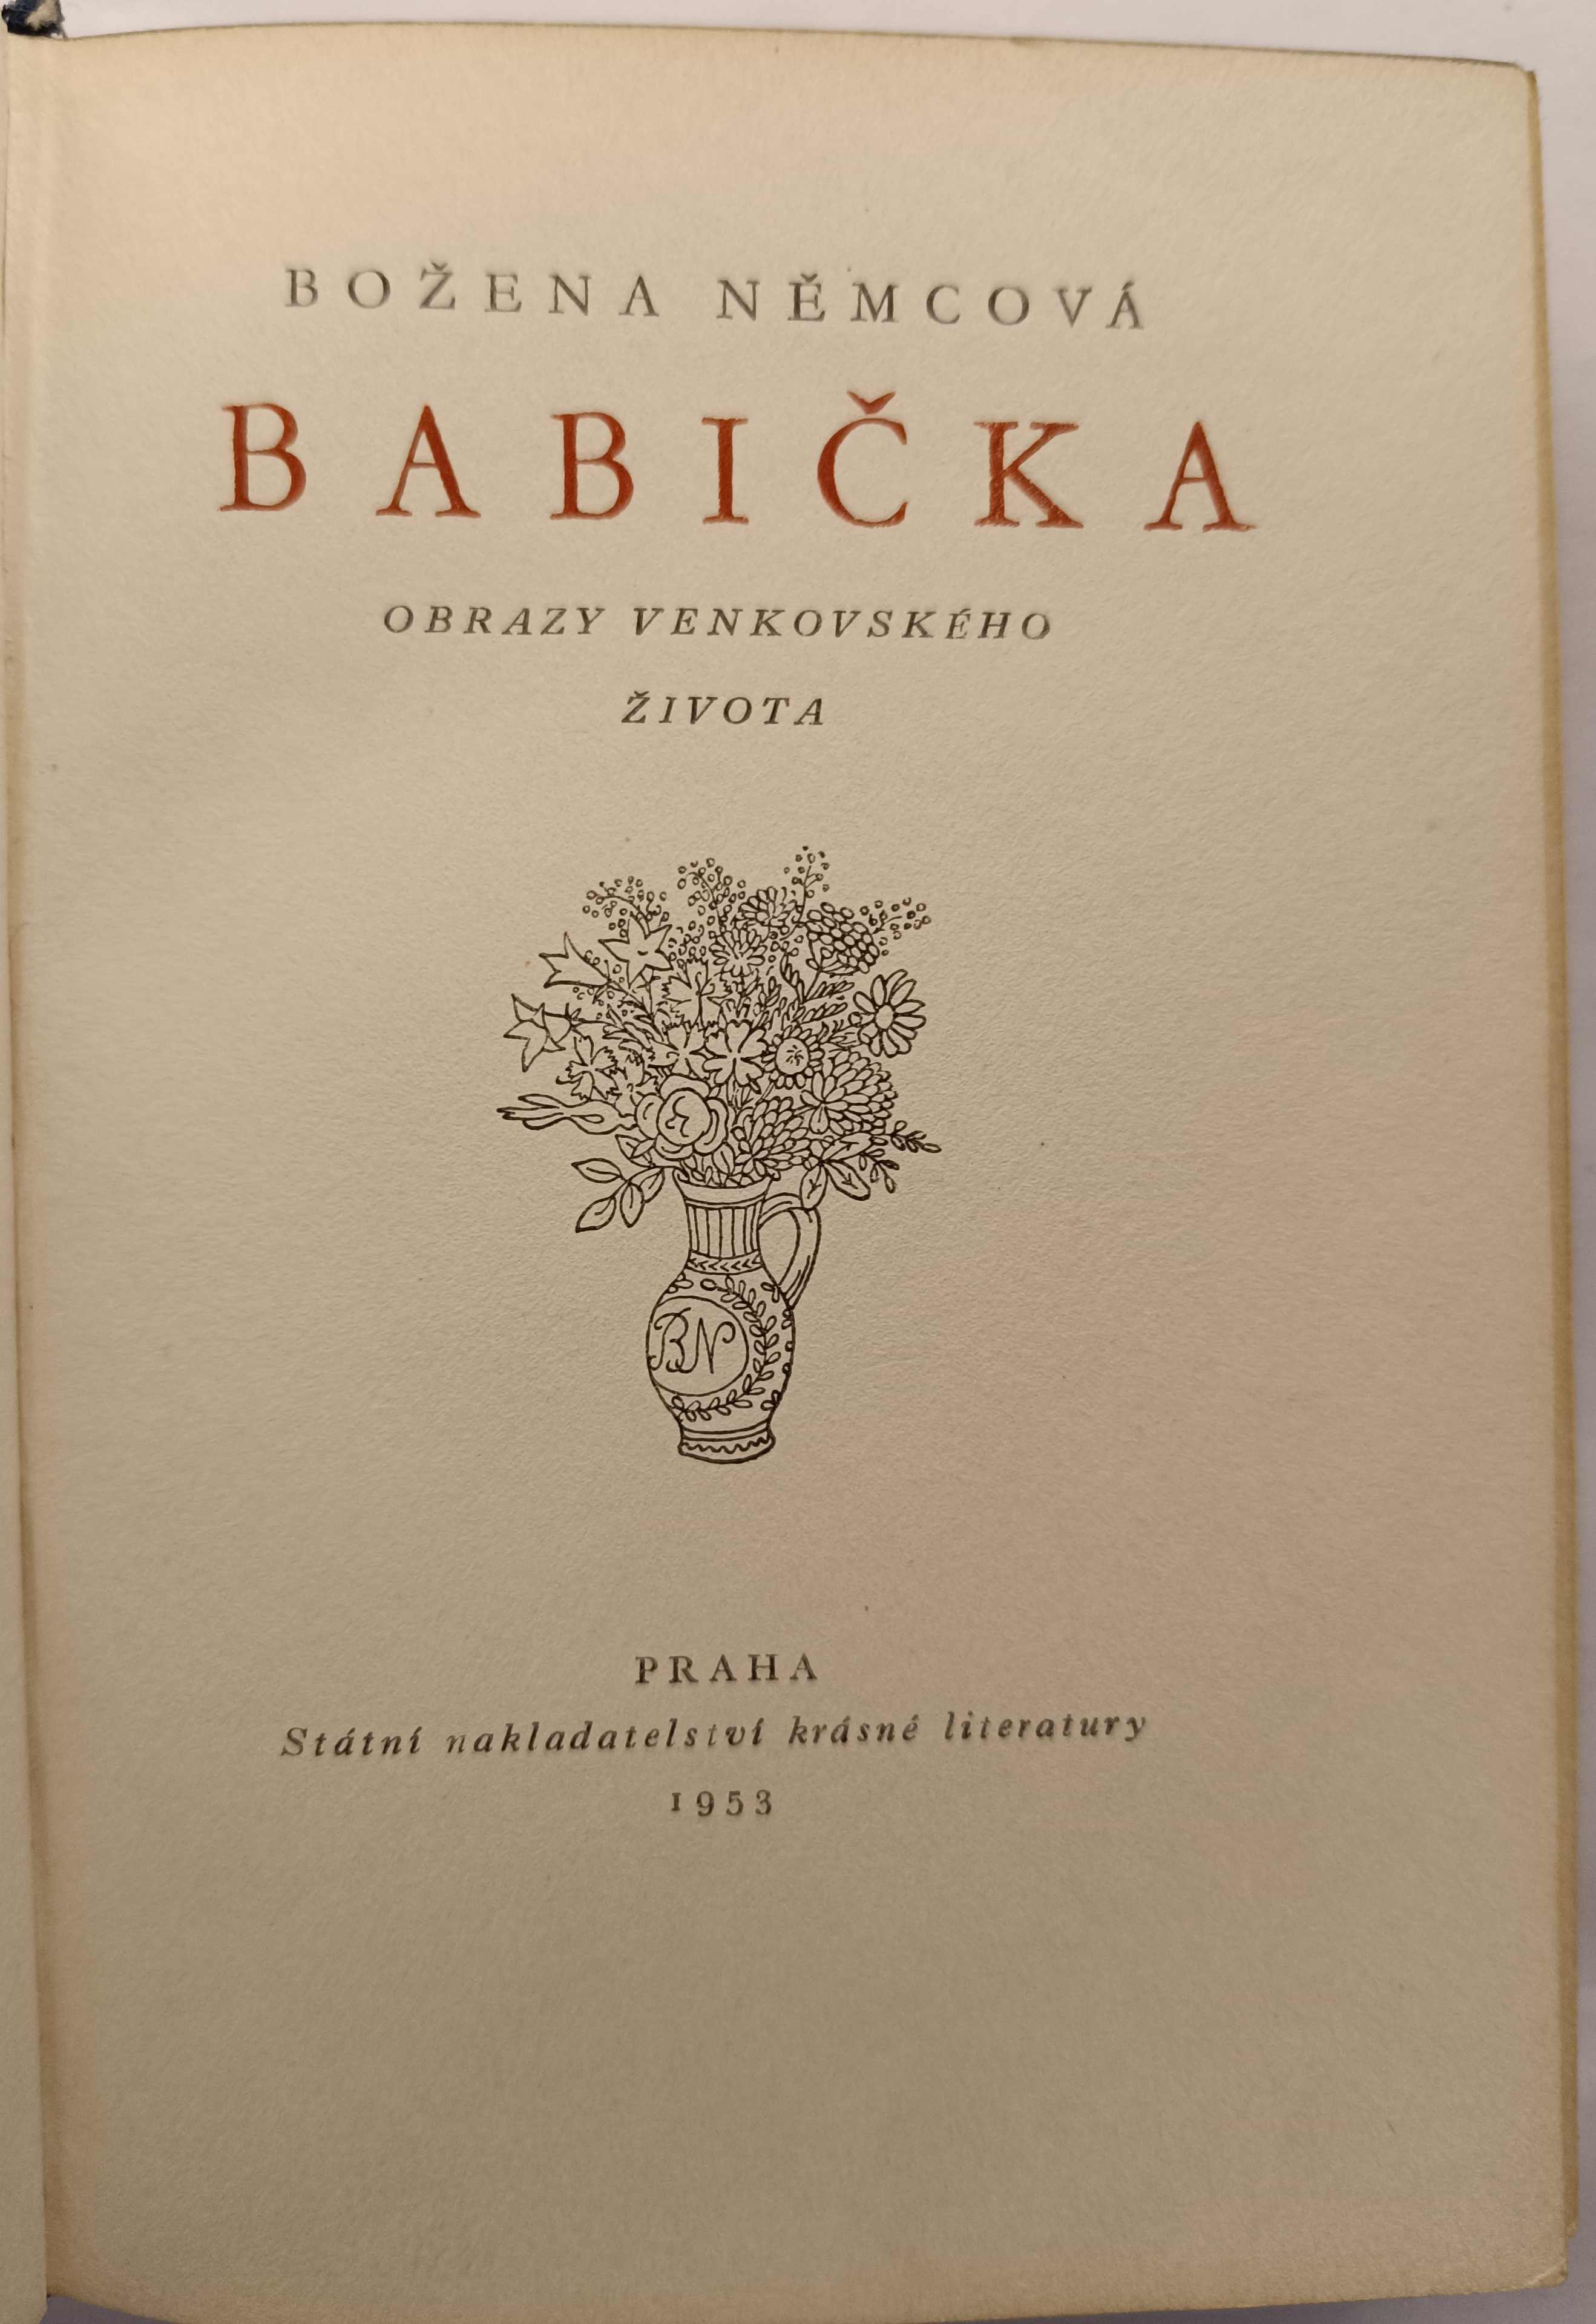 BOŽENA NĚMCOVÁ
BABIČKA
OBRAZY VENKOVSKÉHO
ŽIVOTA
BN
PRAHA
Státní nakladatelství krásné literatury
1953